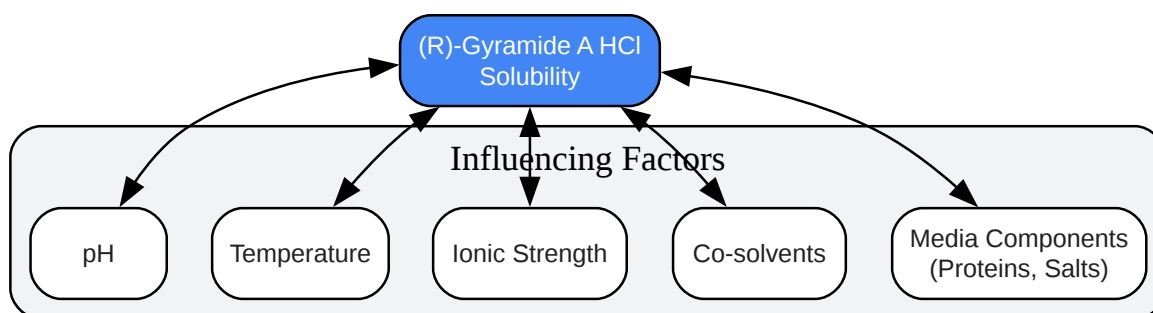 (R)-Gyramide A HCl
Solubility
Influencing Factors
pH
Temperature
Ionic Strength
Co-solvents
Media Components
(Proteins, Salts)